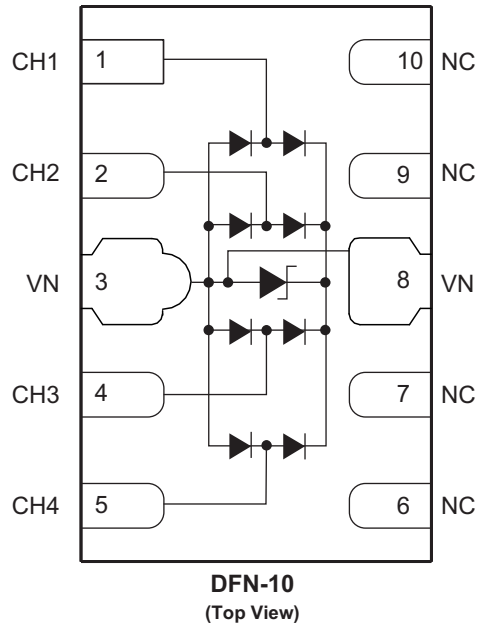 CH1 1 10 NC
CH2 2 9 NC
VN 3 8 VN
CH3 4 7 NC
CH4 5 6 NC
DFN-10
(Top View)